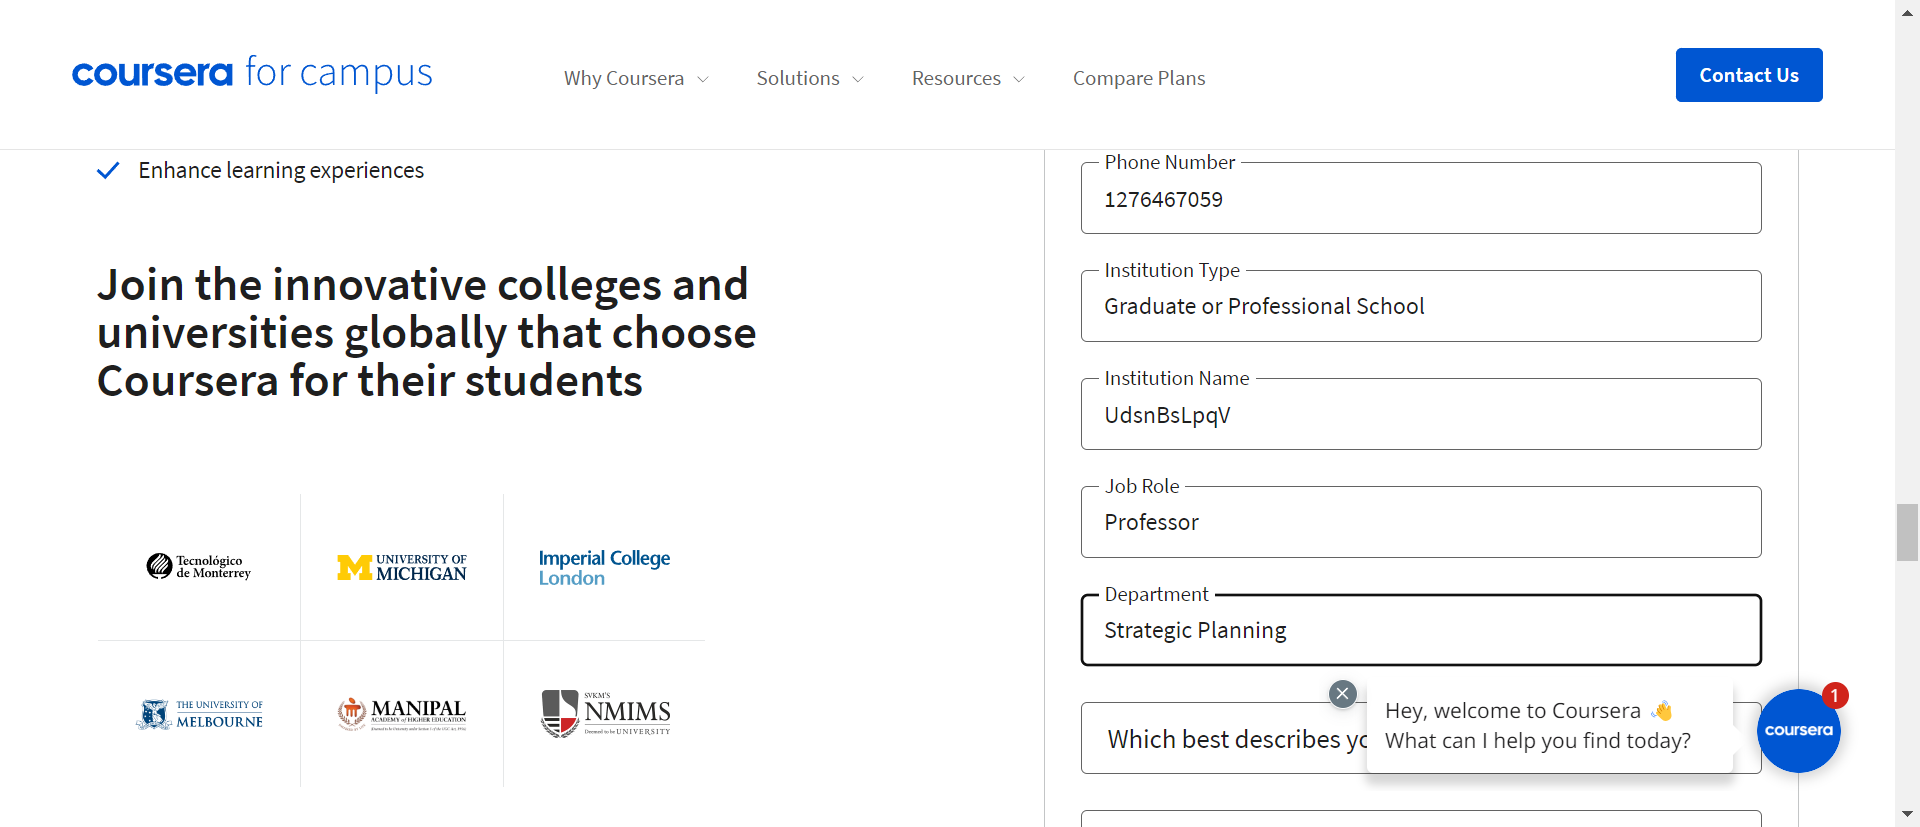 coursera for campus
Why Coursera
Solutions
Resources
Compare Plans
Contact Us
Enhance learning experiences
Join the innovative colleges and
universities globally that choose
Coursera for their students
Tecnológico
de Monterrey
M UNIVERSITY OF
MICHIGAN
Imperial College
London
THE UNIVERSITY OF
MELBOURNE
MANIPAL
ACADEMY of HIGHER EDUCATION
SVKM'S
NMIMS
Deemed to be UNIVERSITY
Phone Number
1276467059
Institution Type
Graduate or Professional School
Institution Name
UdsnBsLpqV
Job Role
Professor
Department
Strategic Planning
Which best describes yo
Hey, welcome to Coursera 👋
What can I help you find today?
coursera
1